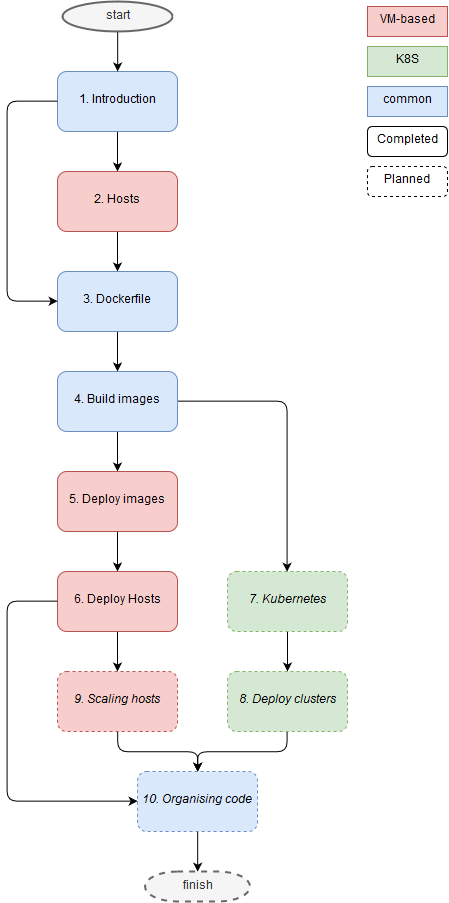 start
VM-based
K8S
common
Completed
Planned
1. Introduction
2. Hosts
3. Dockerfile
4. Build images
5. Deploy images
6. Deploy Hosts
7. Kubernetes
9. Scaling hosts
8. Deploy clusters
10. Organising code
finish